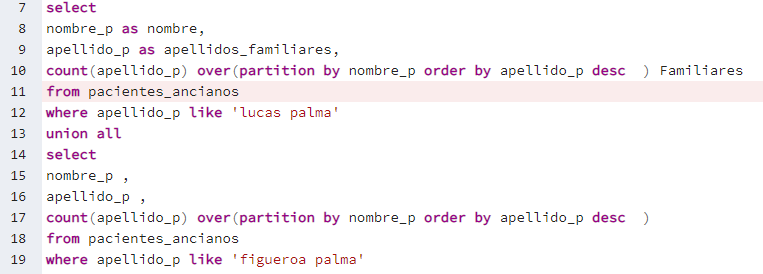 7 select
8 nombre_p as nombre,
9 apellido_p as apellidos_familiares,
10 count(apellido_p) over(partition by nombre_p order by apellido_p desc  ) Familiares
11 from pacientes_ancianos
12 where apellido_p like 'lucas palma'
13 union all
14 select
15 nombre_p ,
16 apellido_p ,
17 count(apellido_p) over(partition by nombre_p order by apellido_p desc  )
18 from pacientes_ancianos
19 where apellido_p like 'figueroa palma'